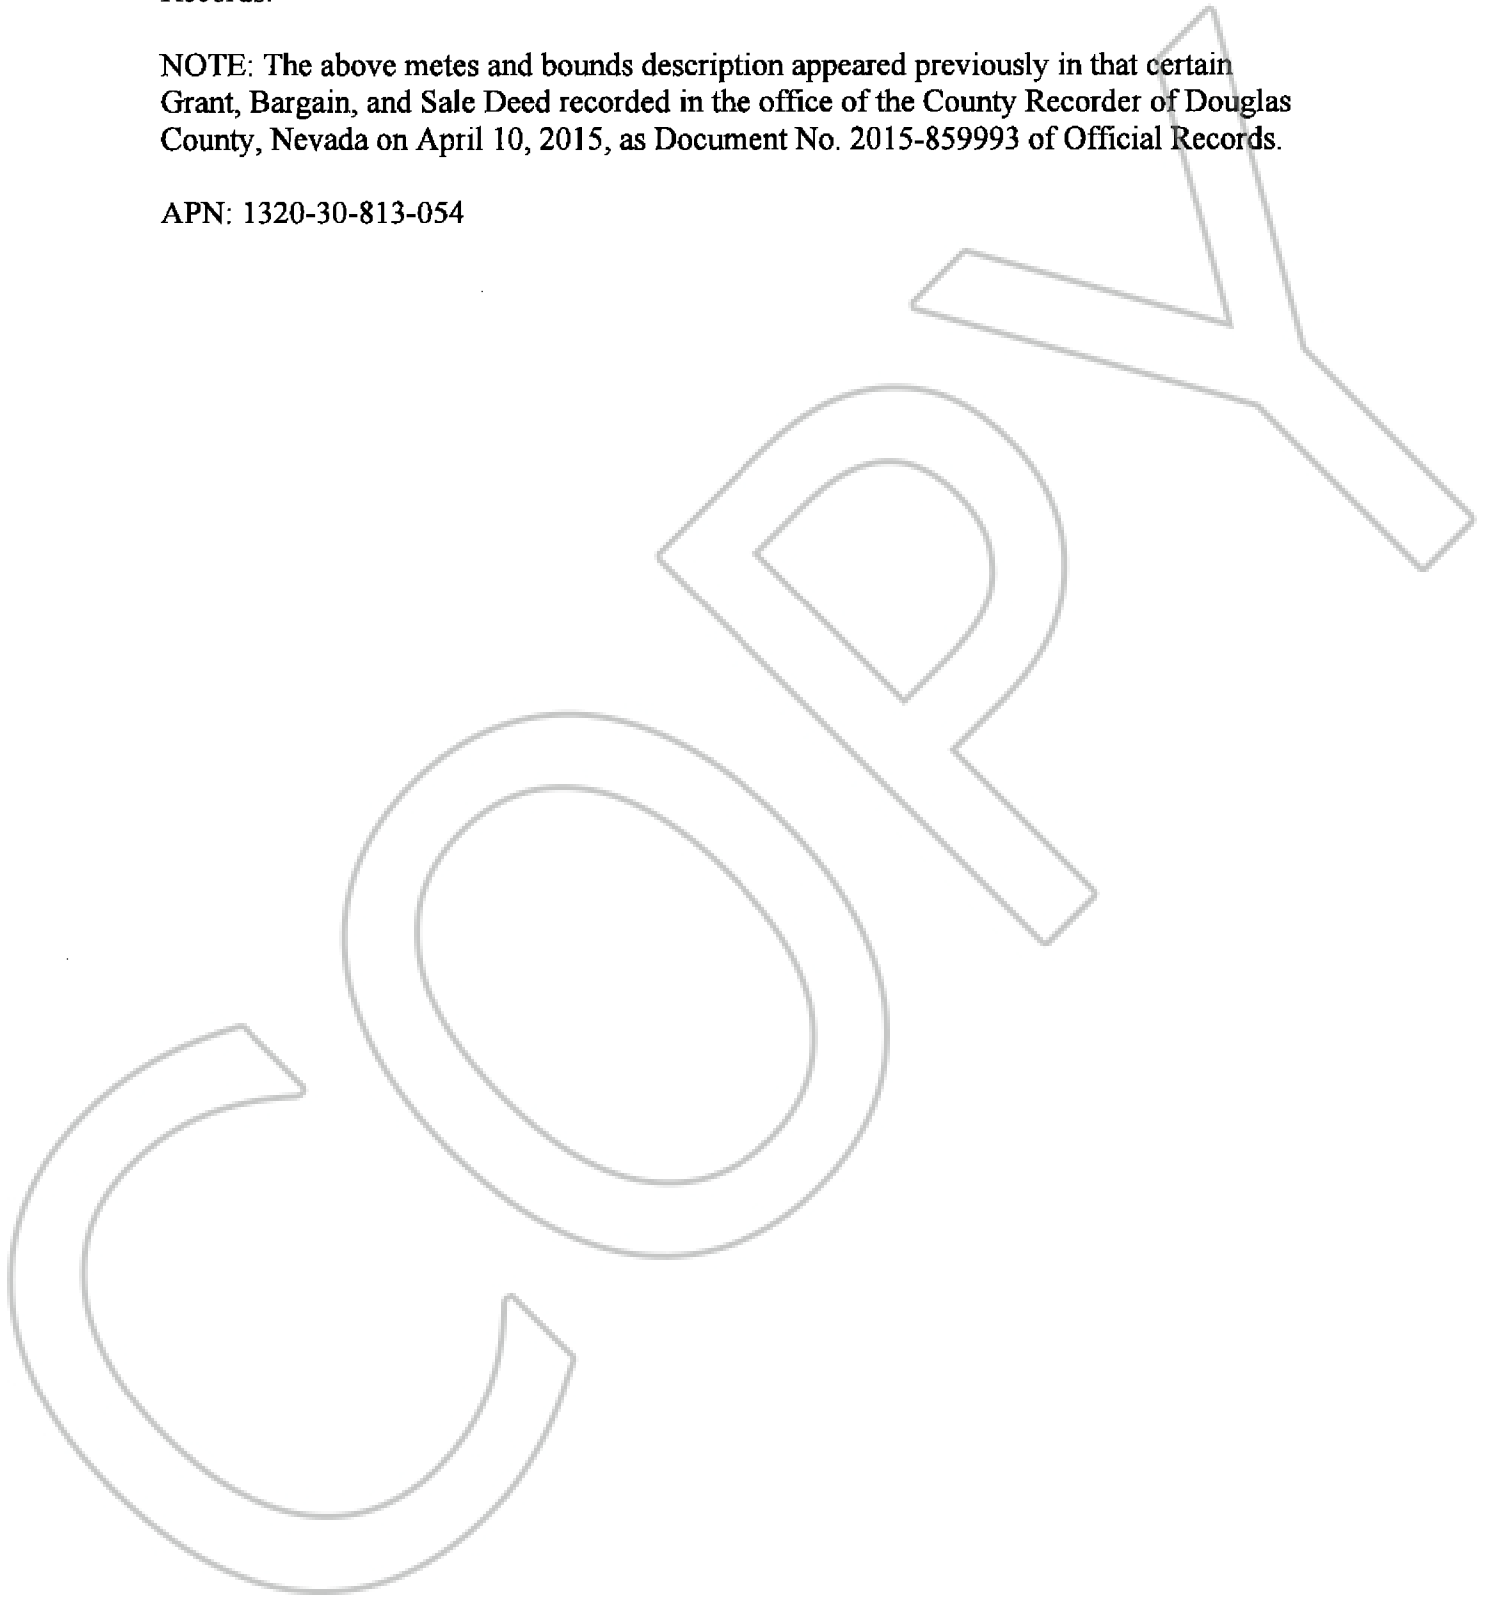 Records.
NOTE: The above metes and bounds description appeared previously in that certain
Grant, Bargain, and Sale Deed recorded in the office of the County Recorder of Douglas
County, Nevada on April 10, 2015, as Document No. 2015-859993 of Official Records.
APN: 1320-30-813-054
COPY